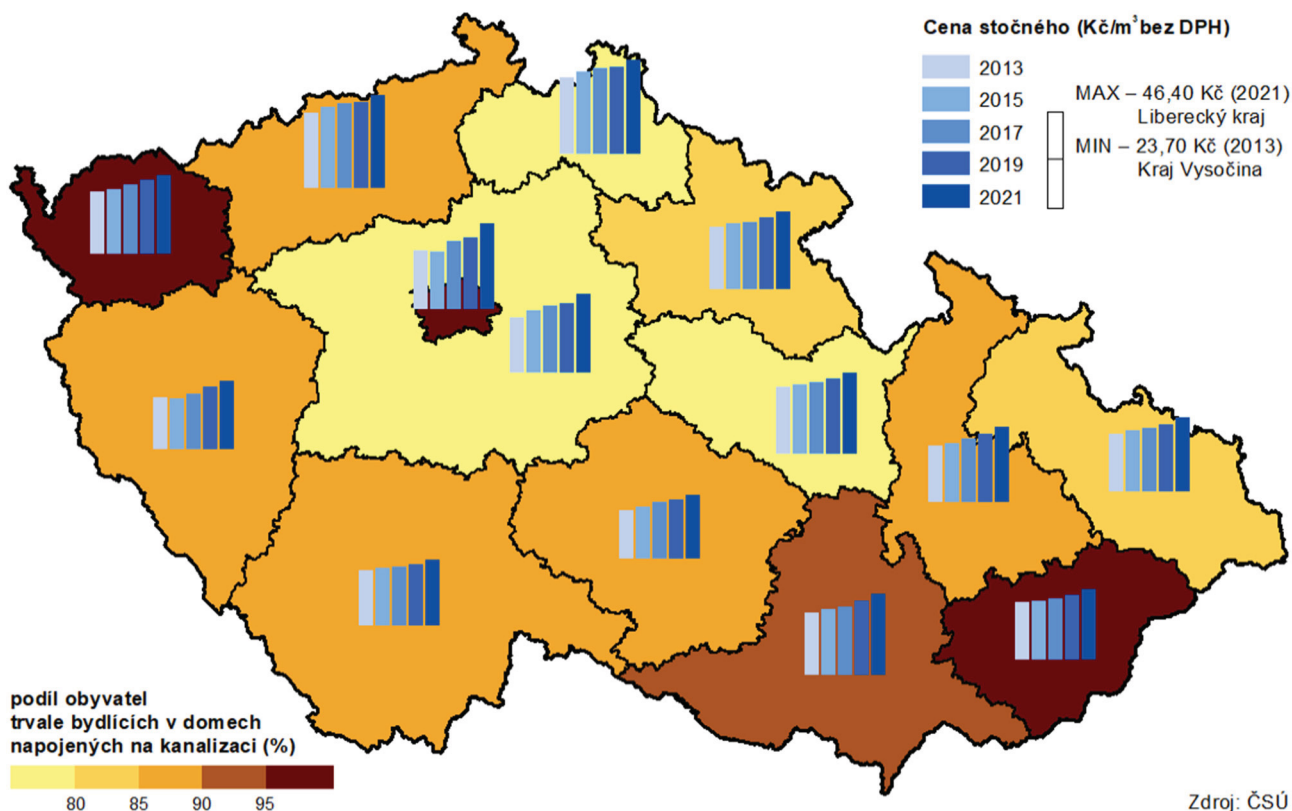 Cena stočného (Kč/m³ bez DPH)
2013
2015
2017
2019
2021
MAX – 46,40 Kč (2021)
Liberecký kraj
MIN – 23,70 Kč (2013)
Kraj Vysočina
podíl obyvatel
trvale bydlících v domech
napojených na kanalizaci (%)
80 85 90 95
Zdroj: ČSÚ